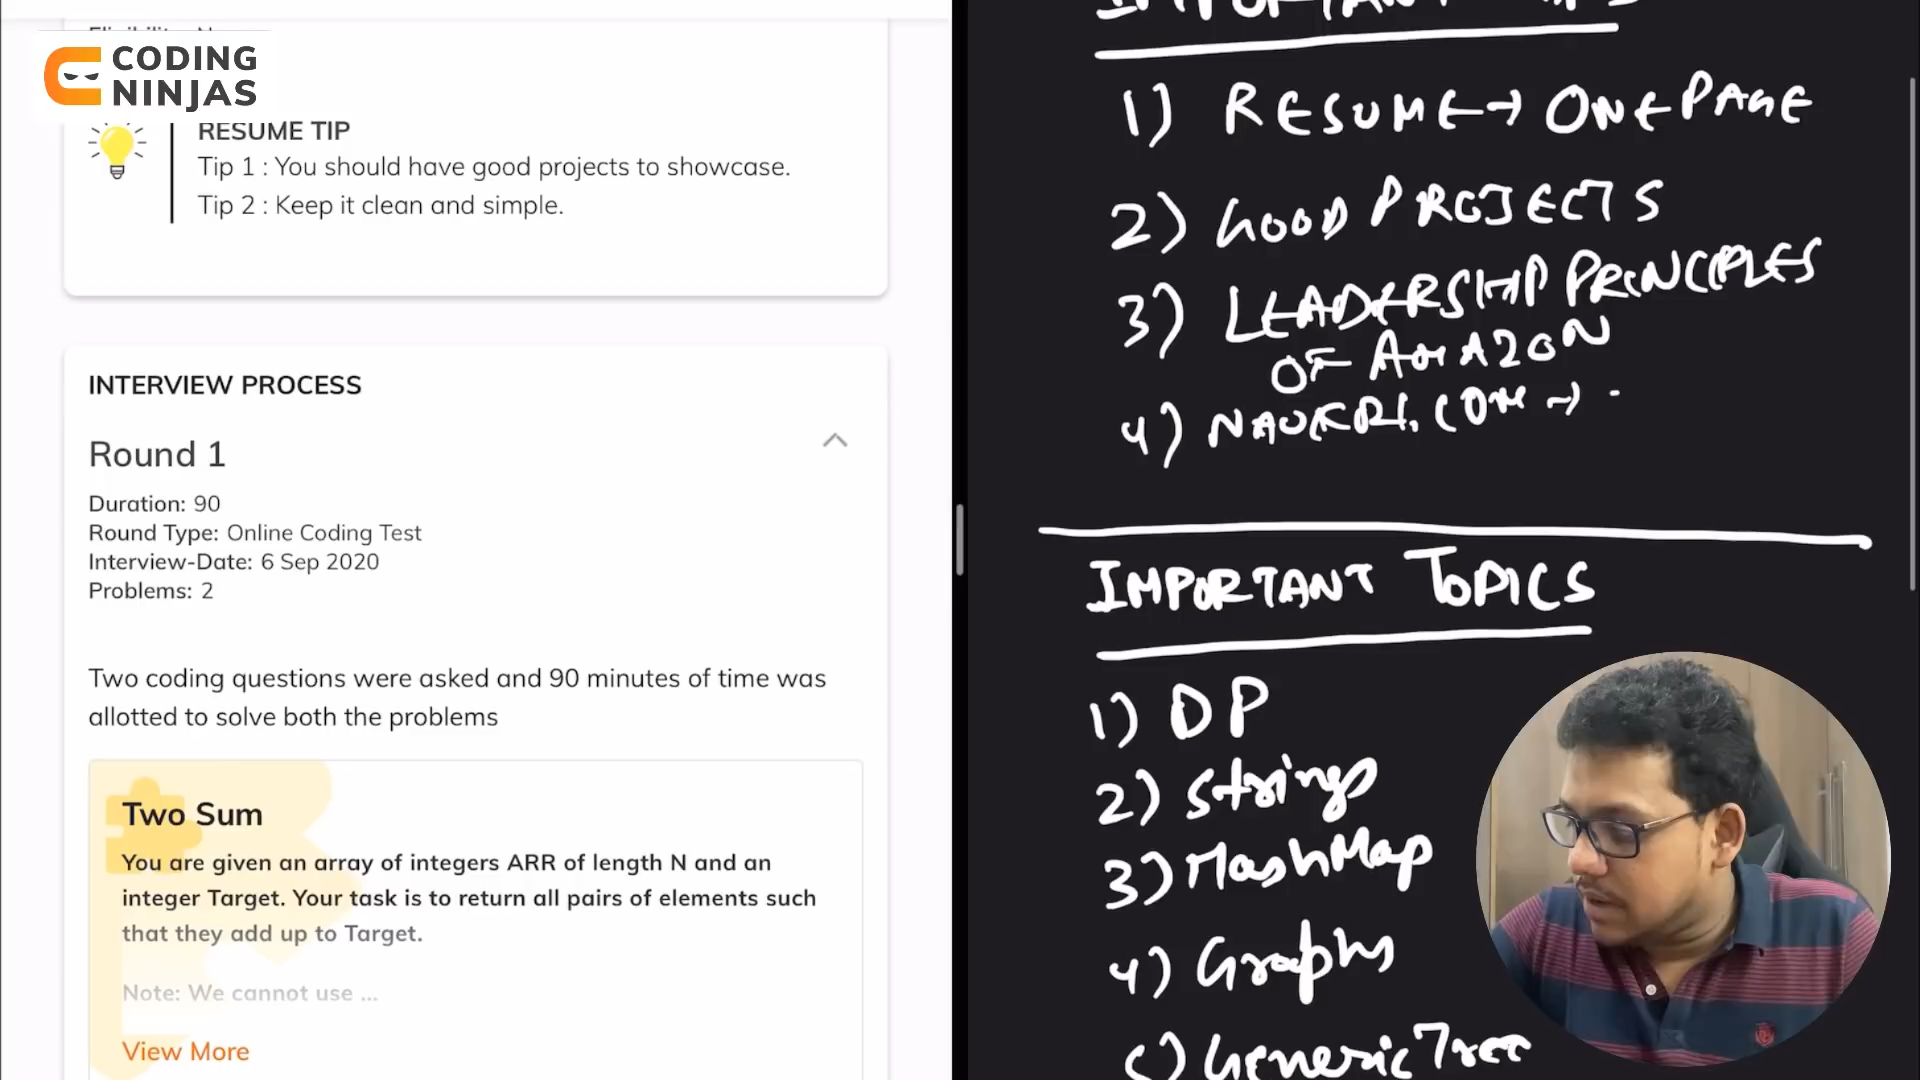 CODING
NINJAS
RESUME TIP
Tip 1 : You should have good projects to showcase.
Tip 2 : Keep it clean and simple.
INTERVIEW PROCESS
Round 1
Duration: 90
Round Type: Online Coding Test
Interview-Date: 6 Sep 2020
Problems: 2
Two coding questions were asked and 90 minutes of time was
allotted to solve both the problems
Two Sum
You are given an array of integers ARR of length N and an
integer Target. Your task is to return all pairs of elements such
that they add up to Target.
Note: We cannot use ...
View More
IMPORTANT
1) RESUME → ONE PAGE
2) GOOD PROJECTS
3) LEADERSHIP PRINCIPLES
OF AMAZON
4) NAUKRI.COM →
IMPORTANT TOPICS
1) DP
2) Strings
3) HashMap
4) Graphs
5) Generic Tree